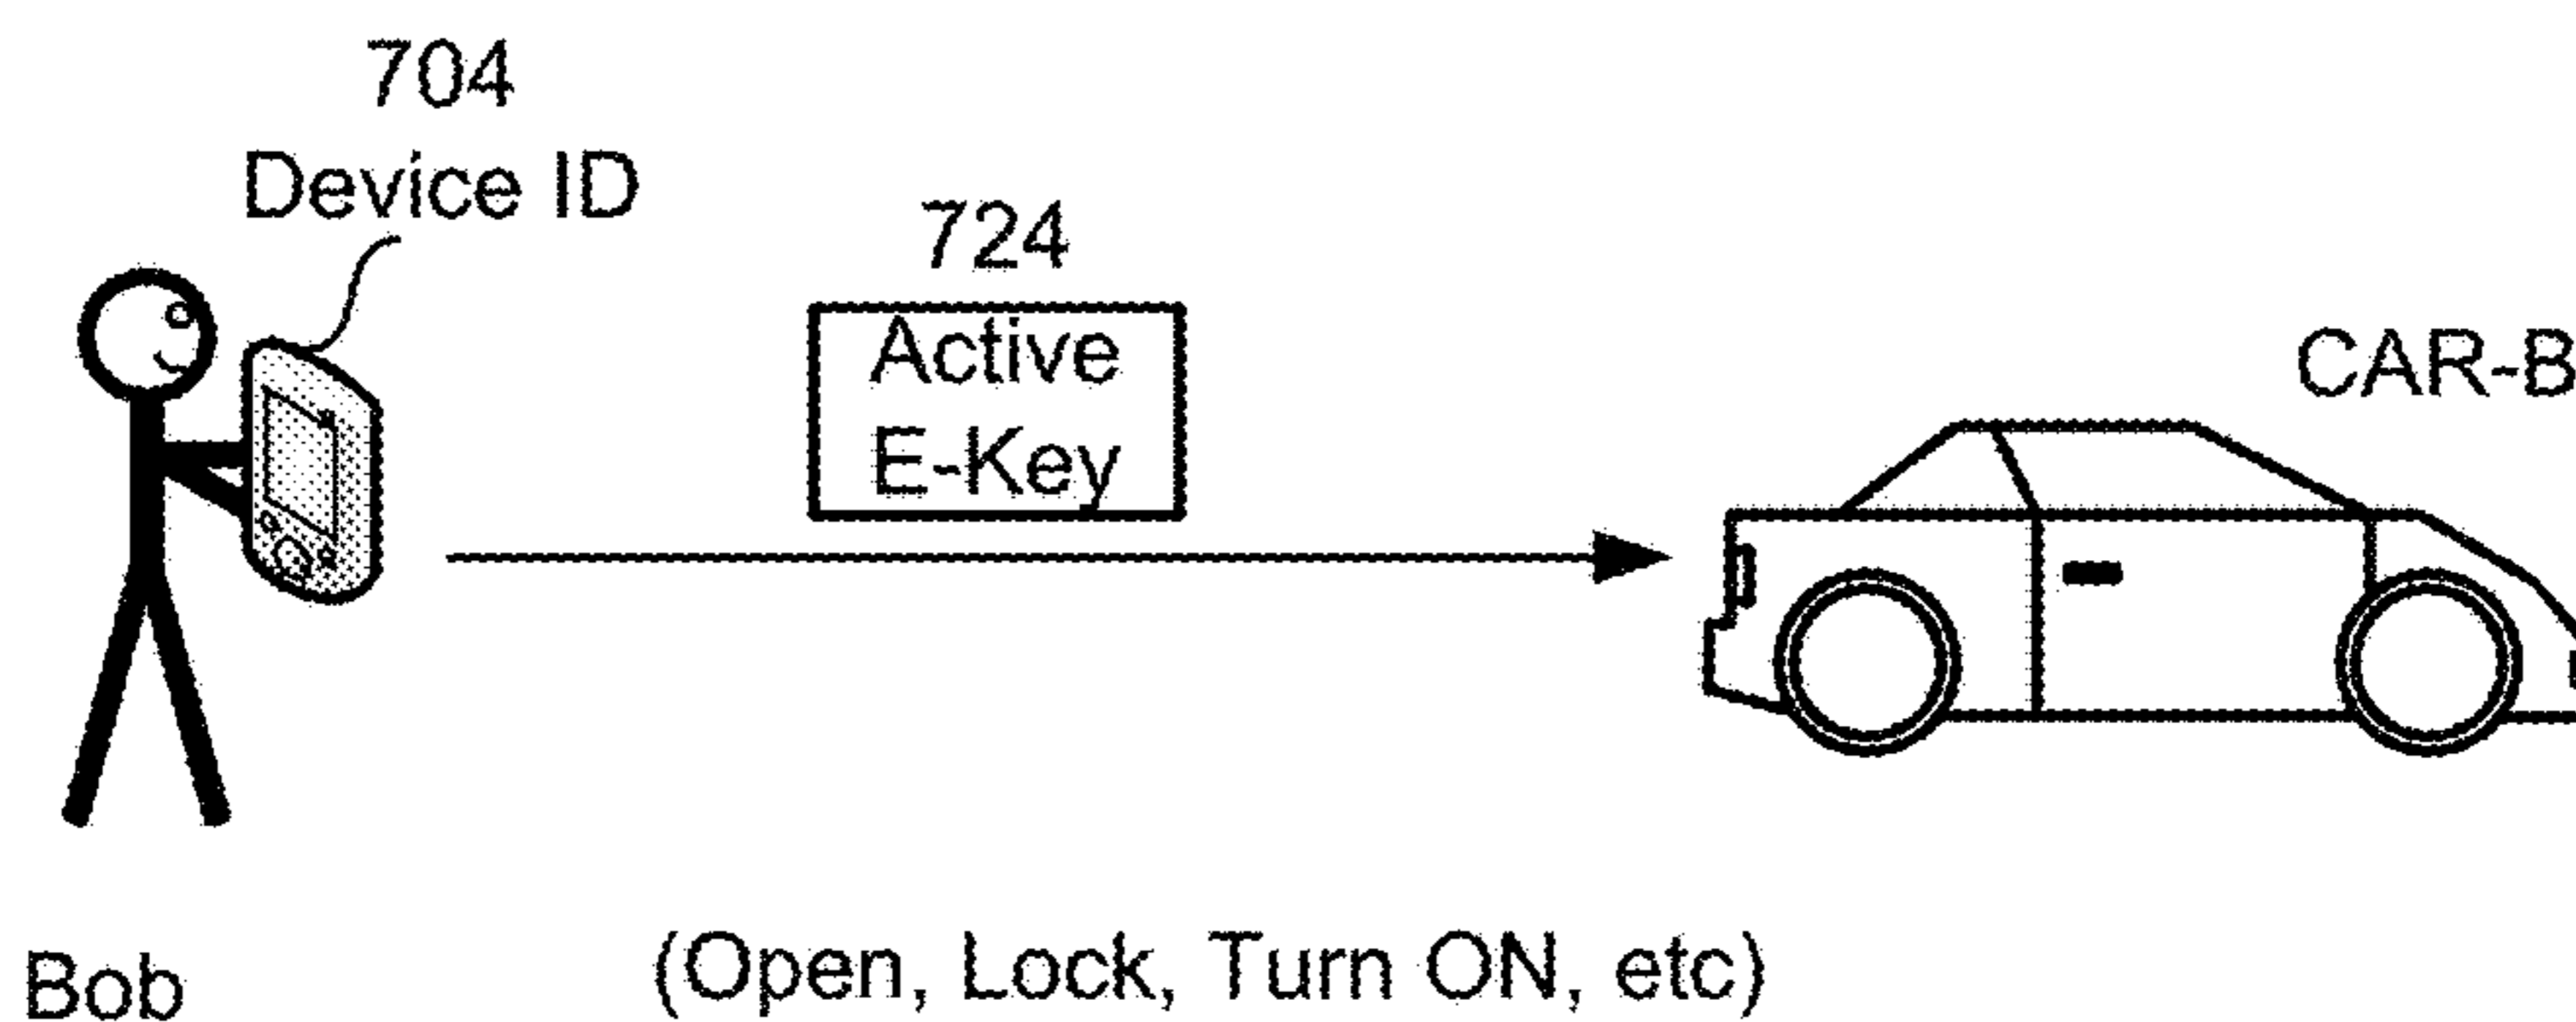 704
Device ID
724
Active
E-Key
CAR-B
Bob
(Open, Lock, Turn ON, etc)